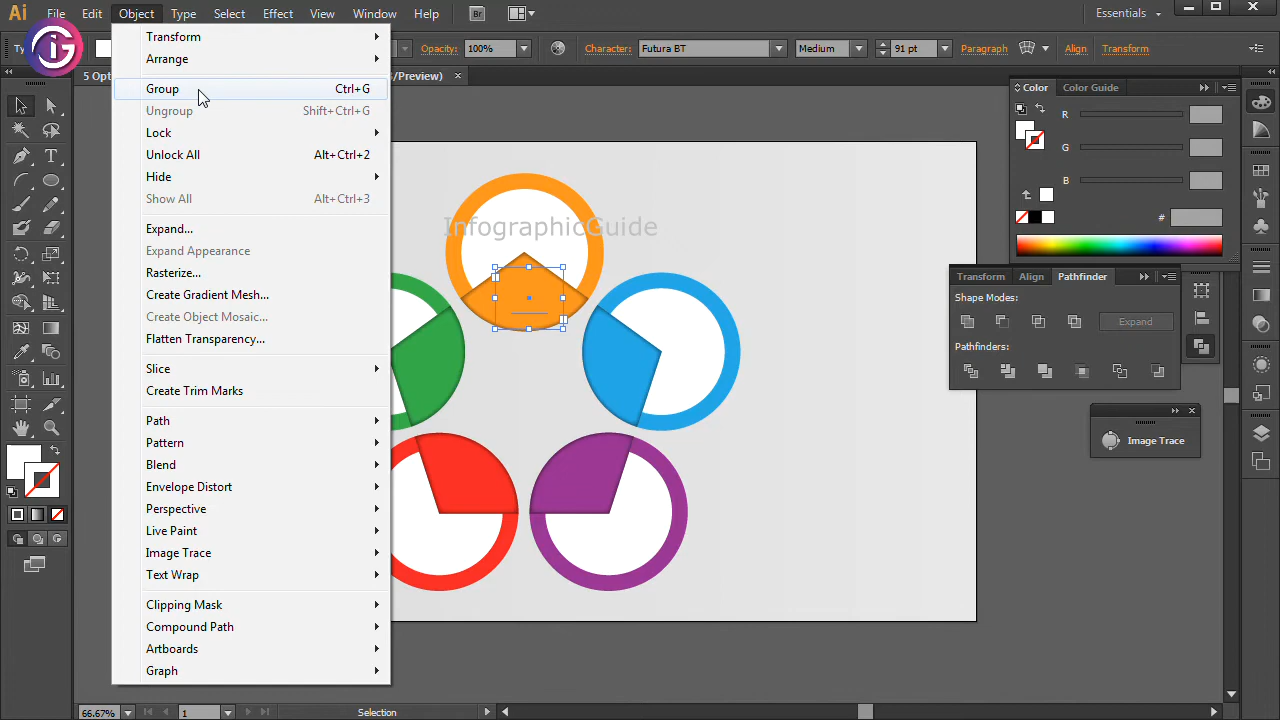 Ai File Edit Object Type Select Effect View Window Help Br Essentials
iG
Opacity: 100% Character: Futura BT Medium 91 pt Paragraph Align Transform
5 Opt /Preview)
Transform
Arrange
Group Ctrl+G
Ungroup Shift+Ctrl+G
Lock
Unlock All Alt+Ctrl+2
Hide
Show All Alt+Ctrl+3
Expand...
Expand Appearance
Rasterize...
Create Gradient Mesh...
Create Object Mosaic...
Flatten Transparency...
Slice
Create Trim Marks
Path
Pattern
Blend
Envelope Distort
Perspective
Live Paint
Image Trace
Text Wrap
Clipping Mask
Compound Path
Artboards
Graph
InfographicGuide
Color Color Guide
R
G
B
#
Transform Align Pathfinder
Shape Modes:
Expand
Pathfinders:
Image Trace
66.67% 1 Selection